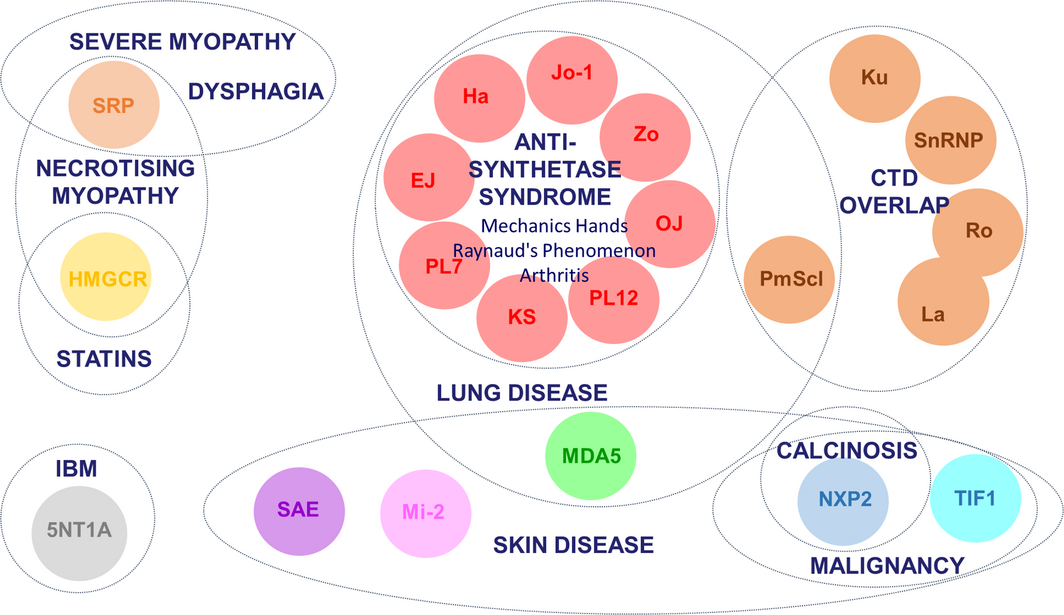 SEVERE MYOPATHY
DYSPHAGIA
SRP
NECROTISING
MYOPATHY
HMGCR
STATINS
IBM
5NT1A
Jo-1
Ha
Zo
ANTI-
SYNTHETASE
SYNDROME
EJ
OJ
Mechanics Hands
Raynaud's Phenomenon
Arthritis
PL7
PL12
KS
LUNG DISEASE
Ku
SnRNP
CTD
OVERLAP
Ro
PmScl
La
MDA5
SAE
Mi-2
SKIN DISEASE
CALCINOSIS
NXP2
TIF1
MALIGNANCY